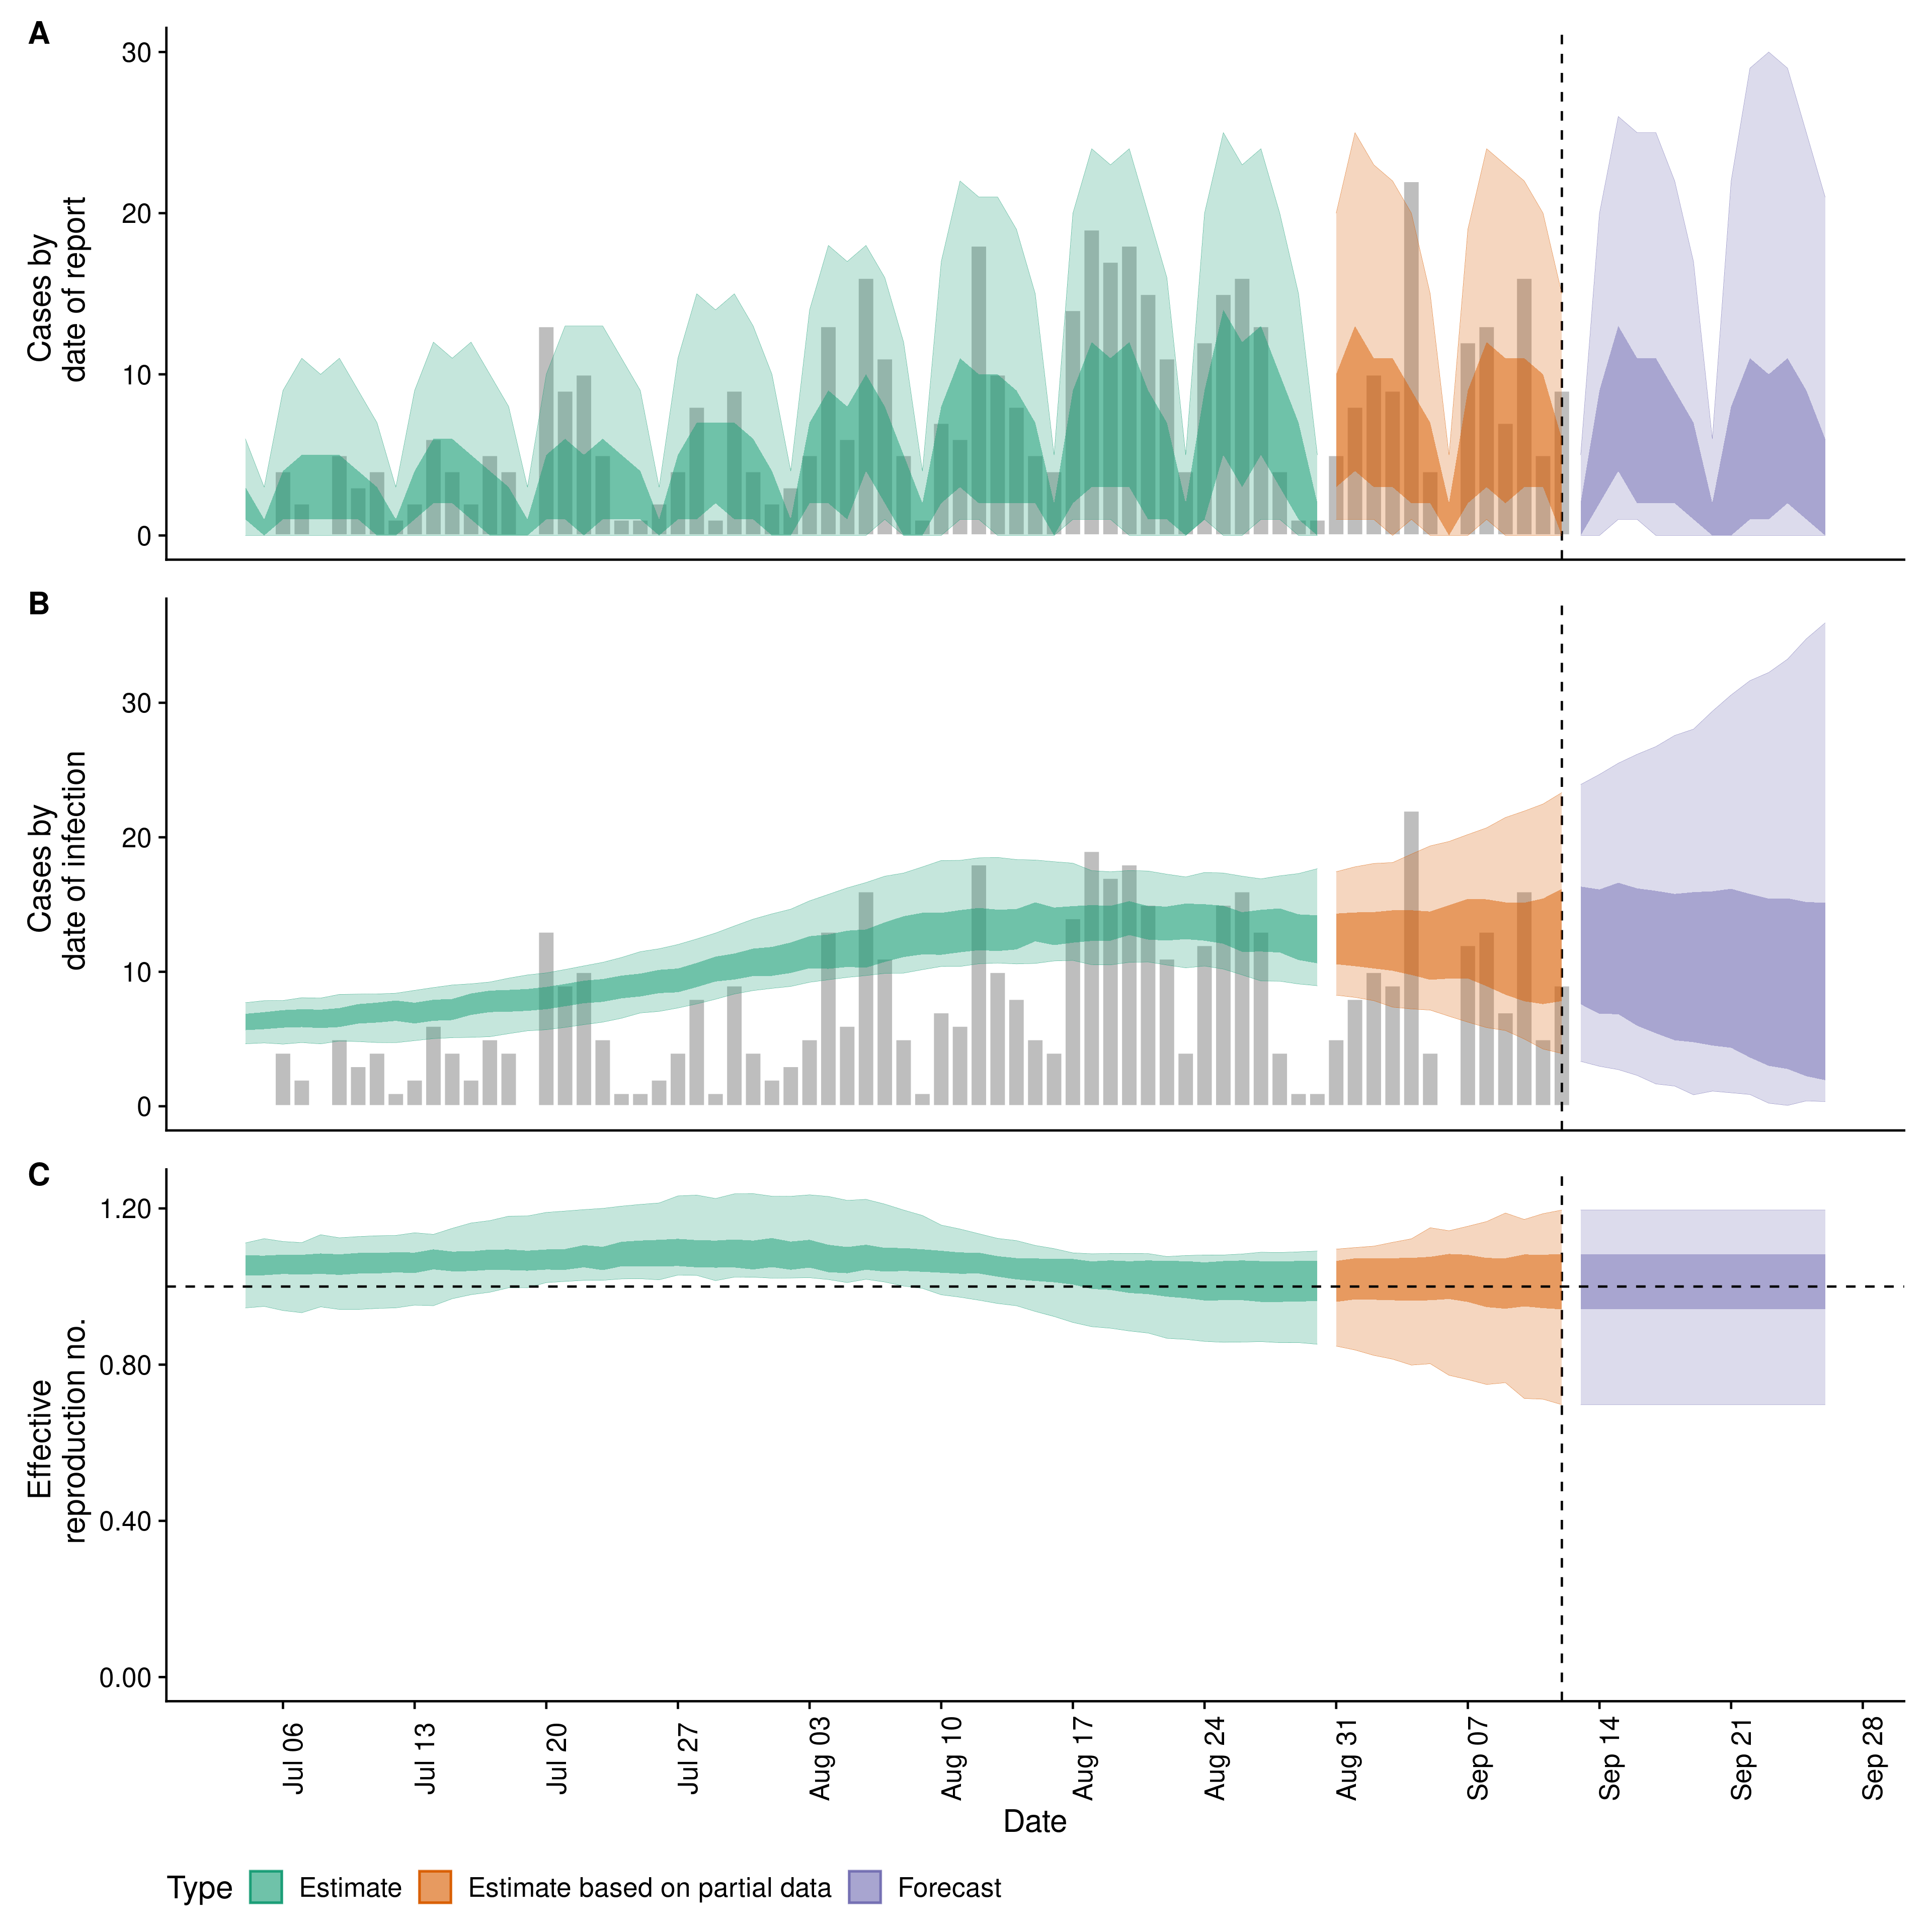 A
30
20
10
0
Cases by
date of report
B
30
20
10
0
Cases by
date of infection
C
1.20
0.80
0.40
0.00
Effective
reproduction no.
Jul 06
Jul 13
Jul 20
Jul 27
Aug 03
Aug 10
Aug 17
Aug 24
Aug 31
Sep 07
Sep 14
Sep 21
Sep 28
Date
Type Estimate Estimate based on partial data Forecast